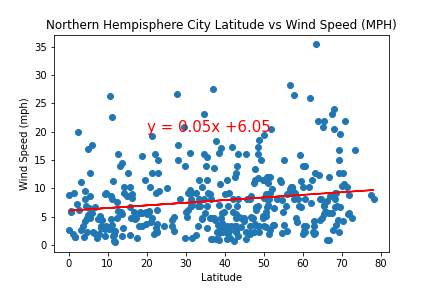 Northern Hempisphere City Latitude vs Wind Speed (MPH)
35
30
25
20
15
10
5
0
Wind Speed (mph)
y = 0.05x +6.05
0 10 20 30 40 50 60 70 80
Latitude